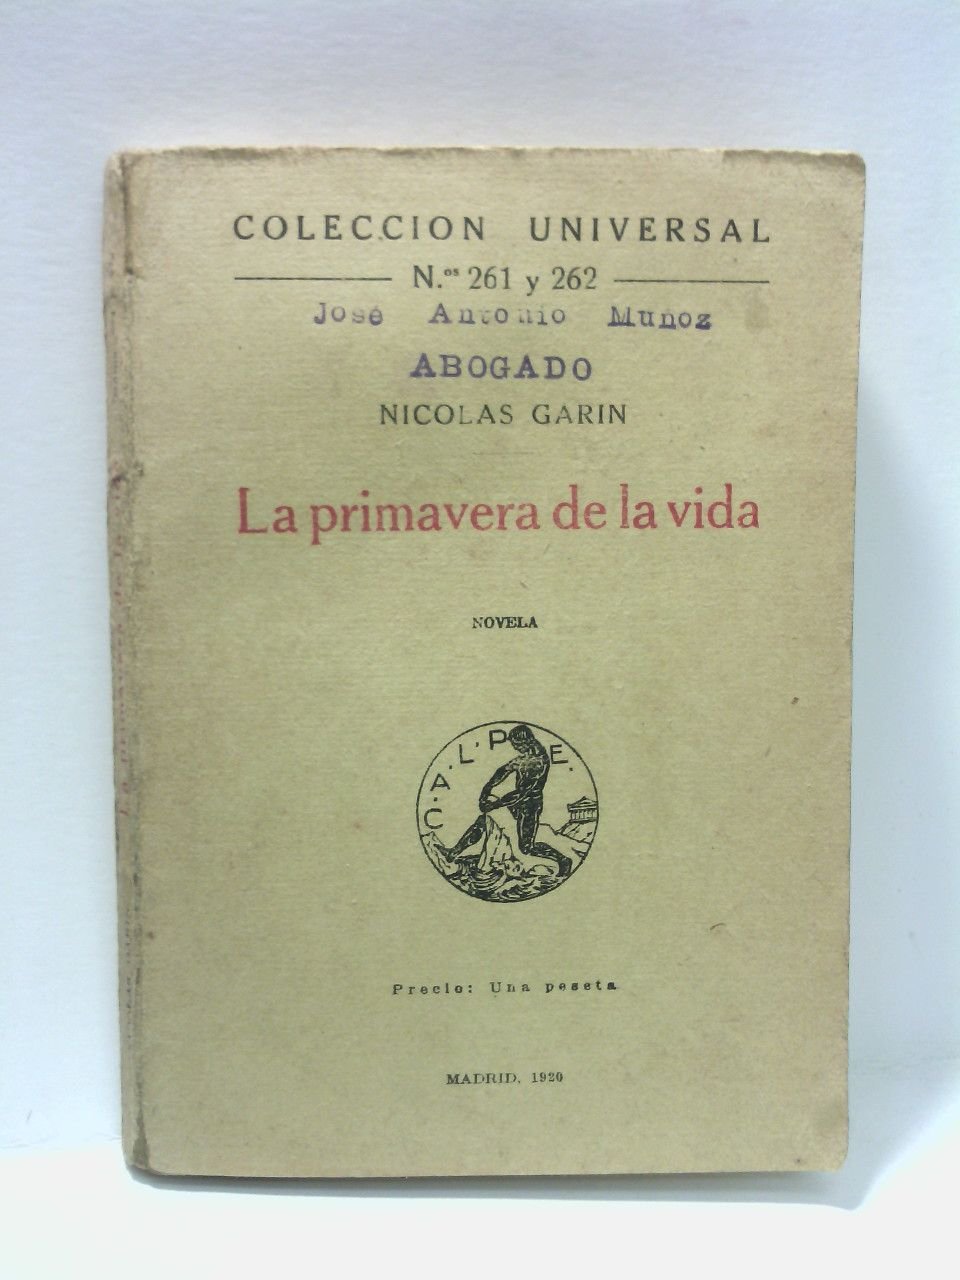 COLECCION UNIVERSAL
N.os 261 y 262
José Antonio Muñoz
ABOGADO
NICOLAS GARIN
La primavera de la vida
NOVELA
C.A.L.P.E.
Precio: Una peseta
MADRID, 1920